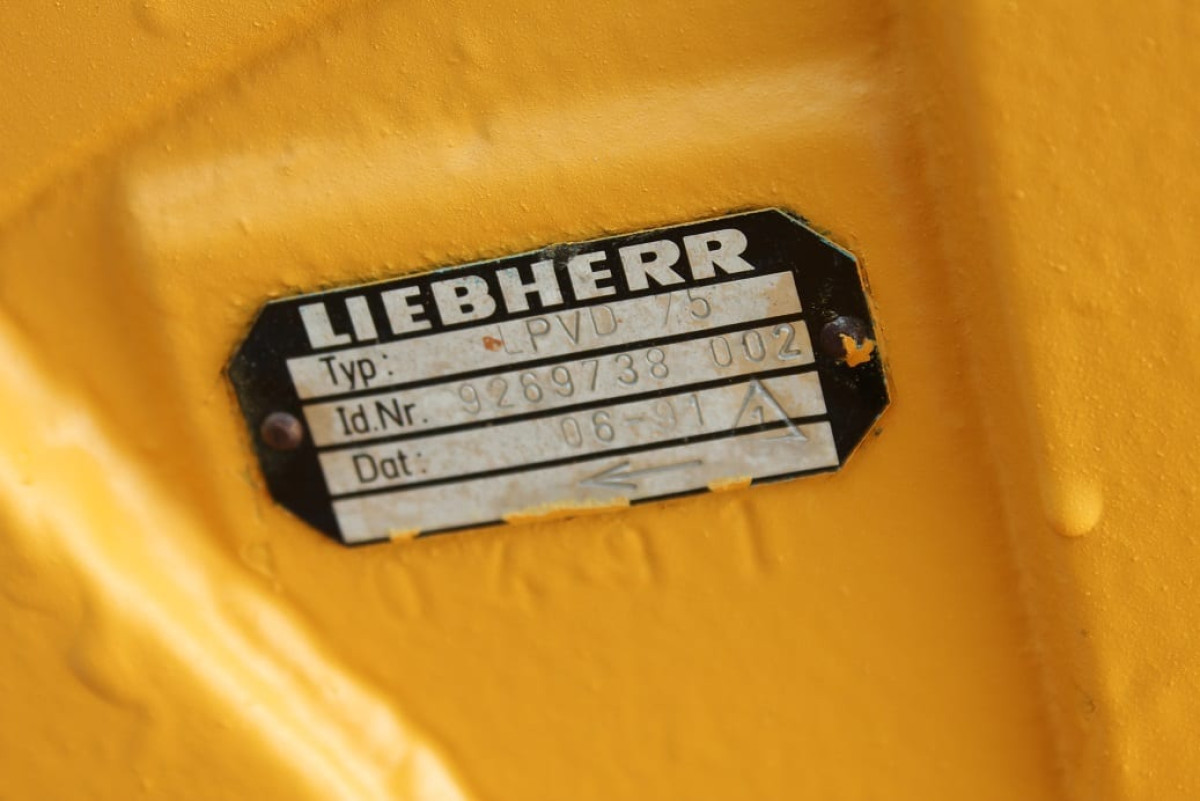 LIEBHERR
Typ: LPVD 75
Id.Nr. 9269738 002
Dat: 06-91 1